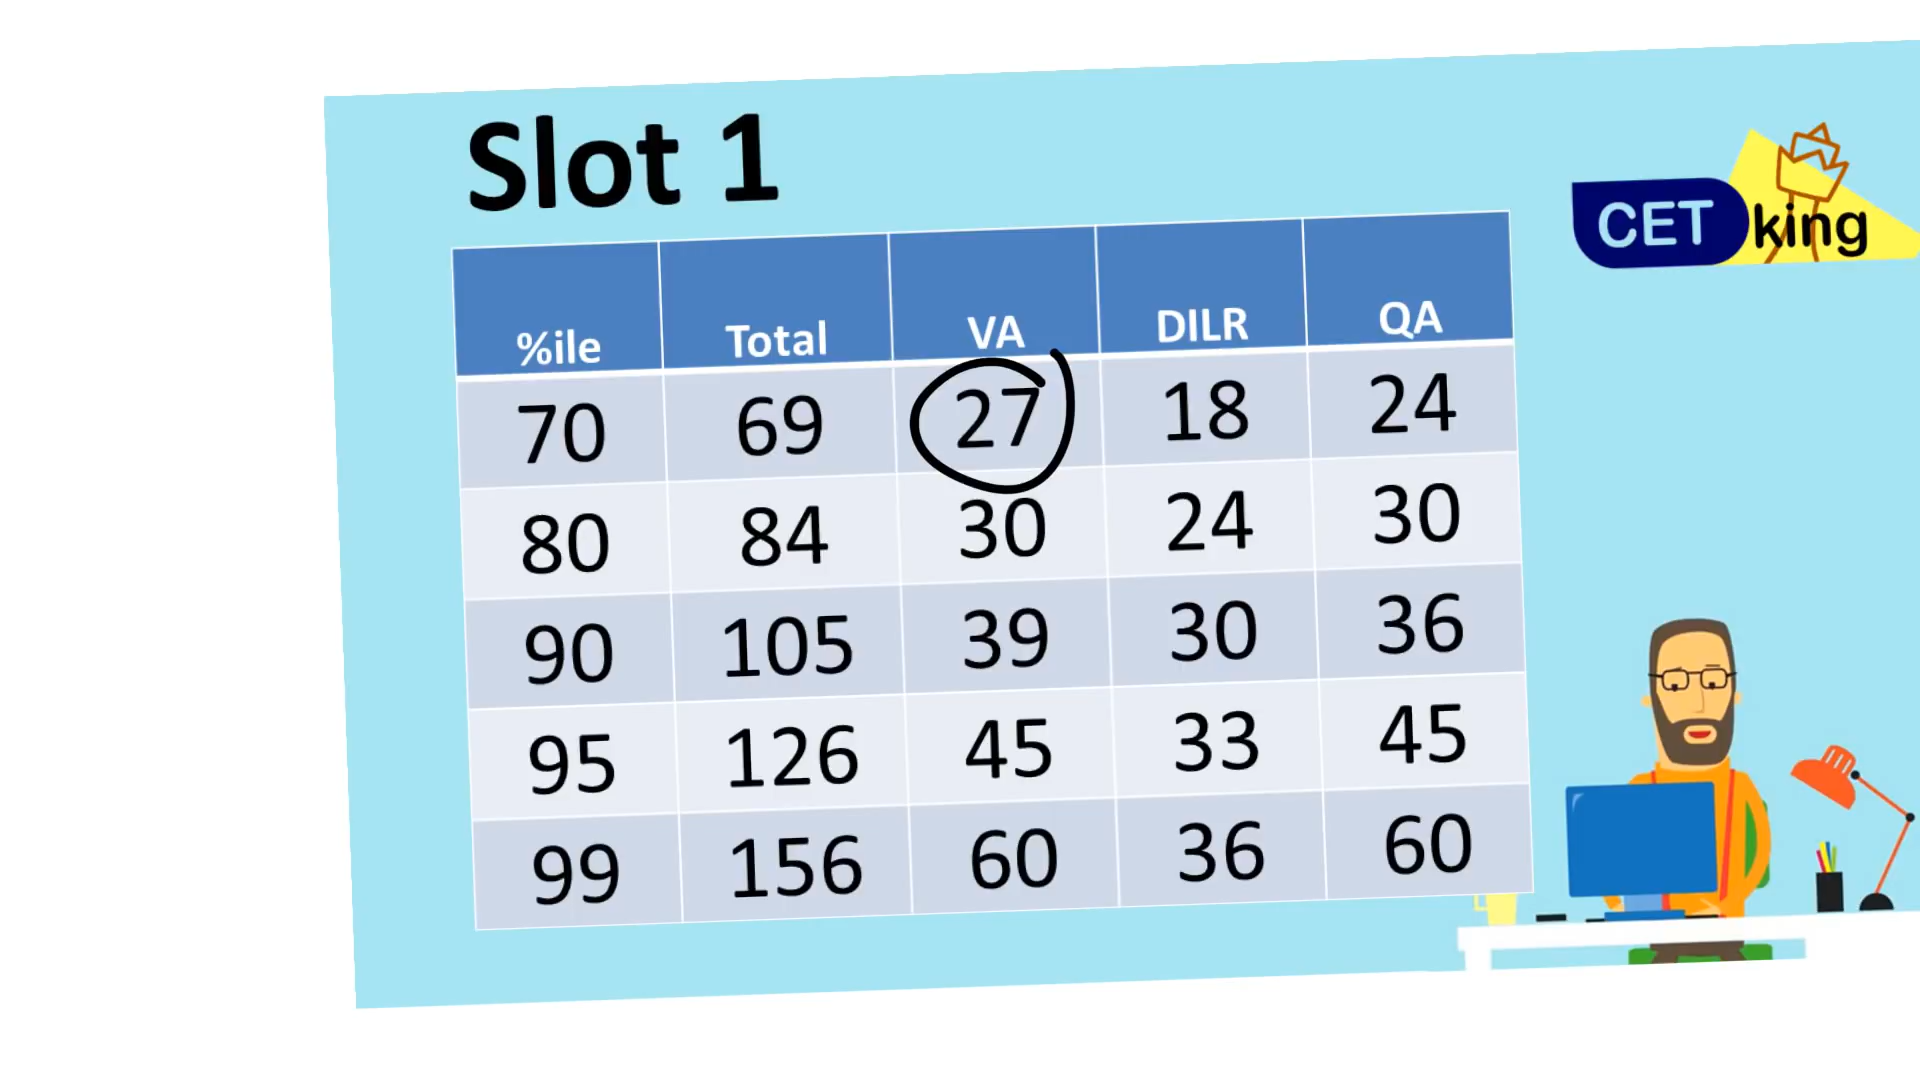 Slot 1
CET king
%ile Total VA DILR QA
70 69 27 18 24
80 84 30 24 30
90 105 39 30 36
95 126 45 33 45
99 156 60 36 60